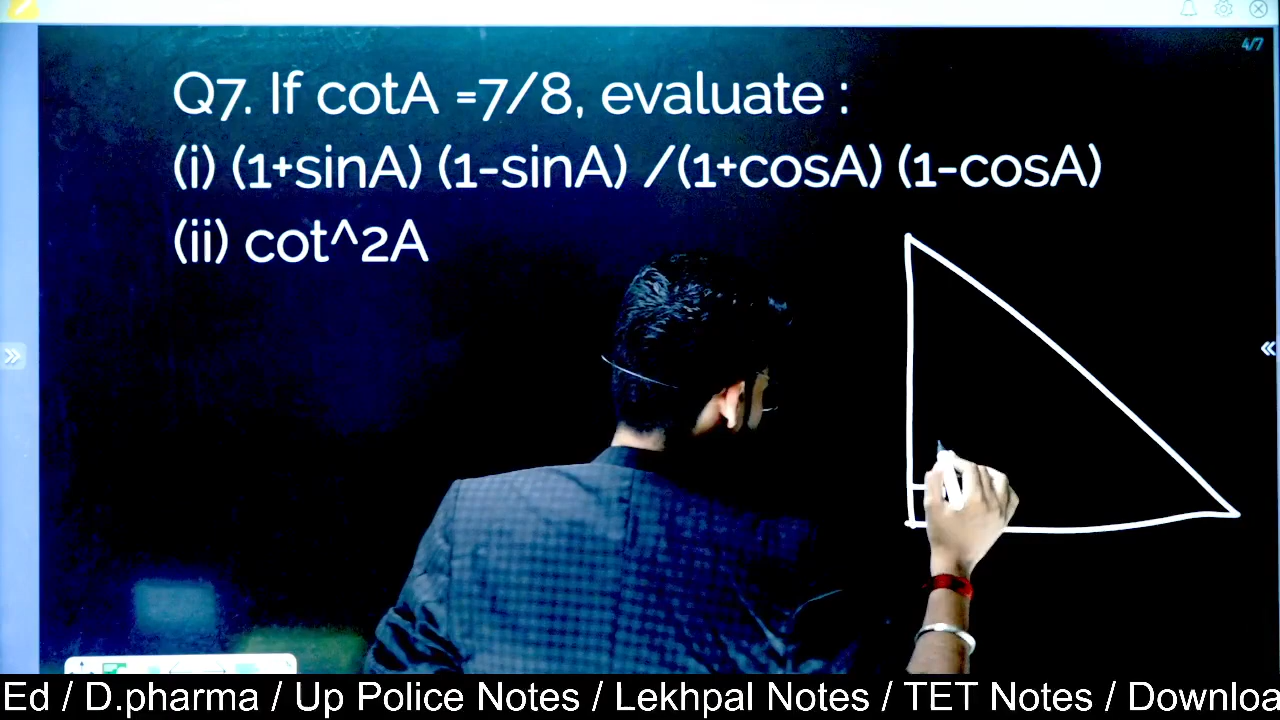 4/7
Q7. If cotA =7/8, evaluate :
(i) (1+sinA) (1-sinA) /(1+cosA) (1-cosA)
(ii) cot^2A
Ed / D.pharma / Up Police Notes / Lekhpal Notes / TET Notes / Downloa